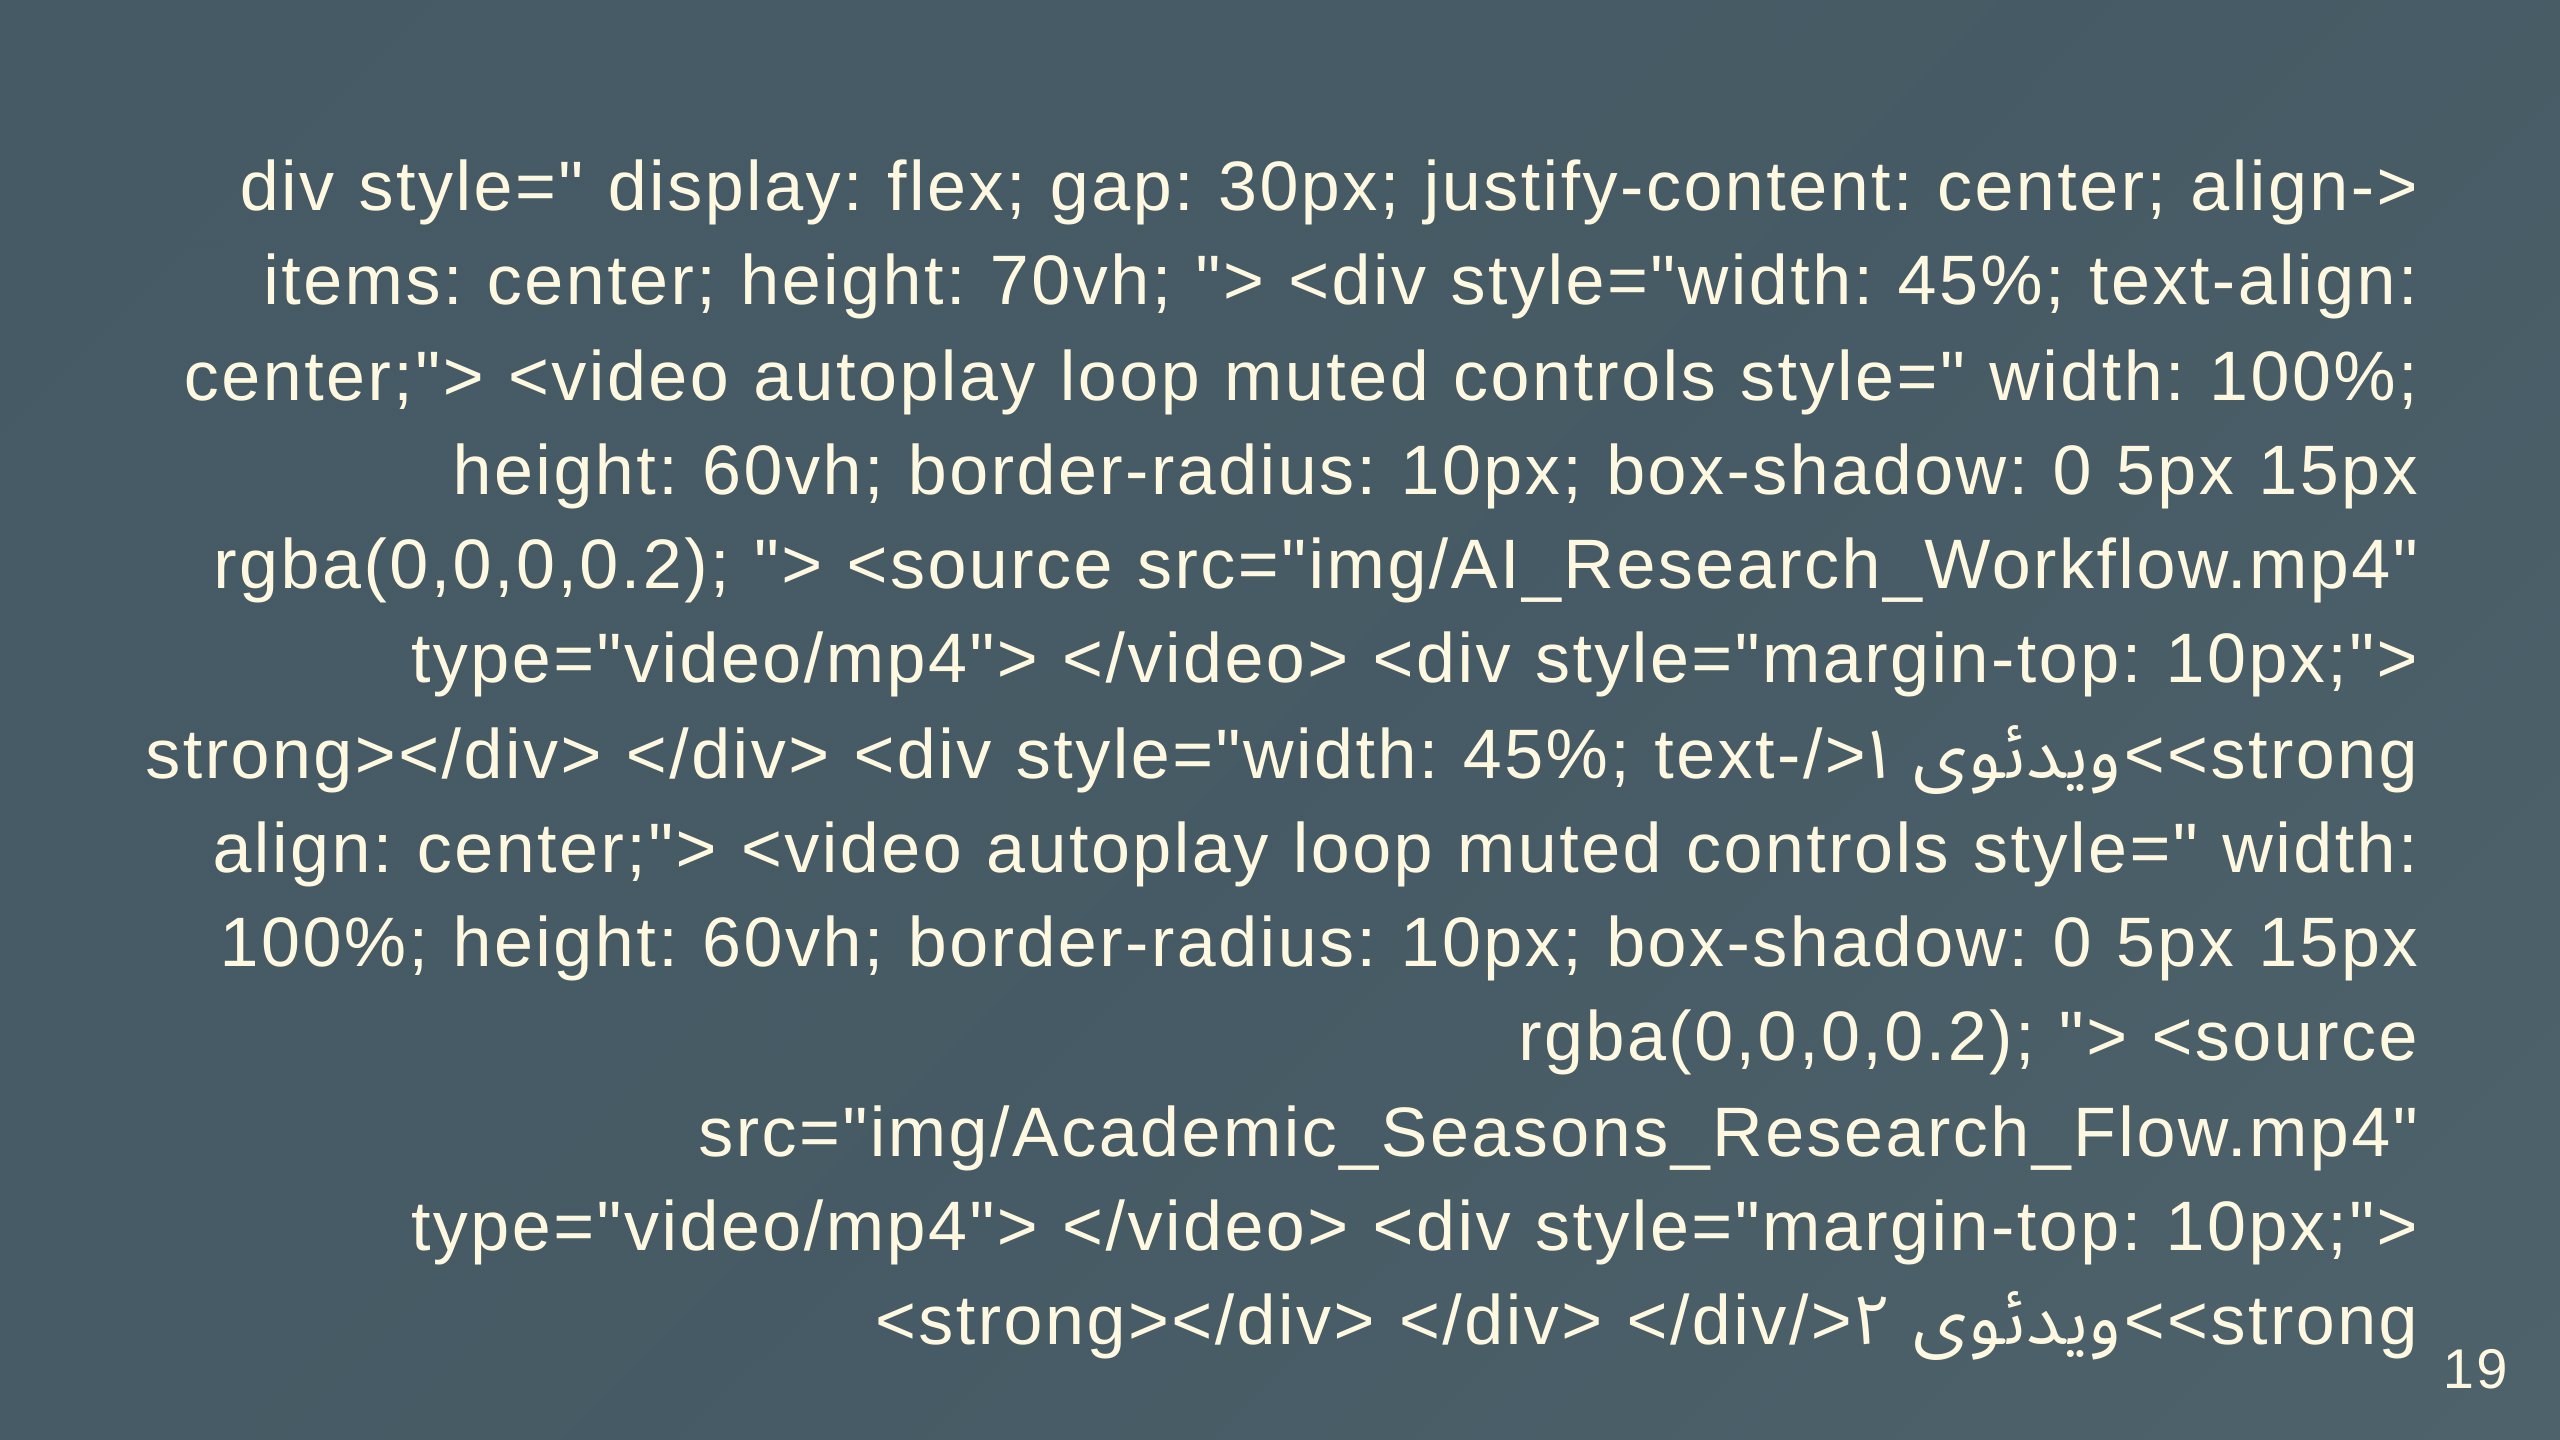 <div style=" display: flex; gap: 30px; justify-content: center; align-
items: center; height: 70vh; "> <div style="width: 45%; text-align:
center;"> <video autoplay loop muted controls style=" width: 100%;
height: 60vh; border-radius: 10px; box-shadow: 0 5px 15px
rgba(0,0,0,0.2); "> <source src="img/AI_Research_Workflow.mp4"
type="video/mp4"> </video> <div style="margin-top: 10px;">
<strong>ویدئوی ۱</strong></div> </div> <div style="width: 45%; text-
align: center;"> <video autoplay loop muted controls style=" width:
100%; height: 60vh; border-radius: 10px; box-shadow: 0 5px 15px
rgba(0,0,0,0.2); "> <source
src="img/Academic_Seasons_Research_Flow.mp4"
type="video/mp4"> </video> <div style="margin-top: 10px;">
<strong>ویدئوی ۲</strong></div> </div> </div>
19